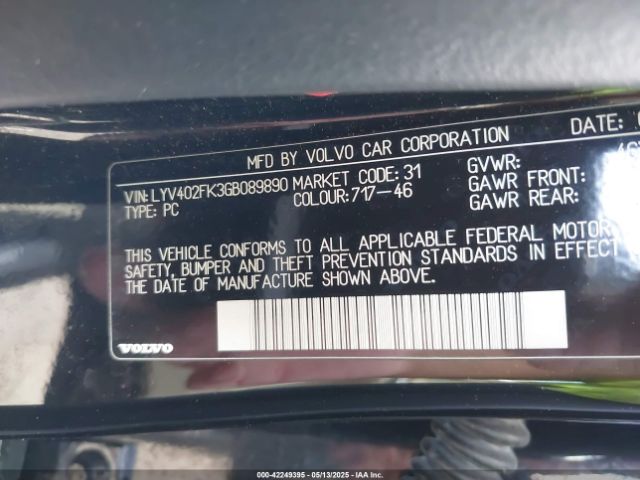 MFD BY VOLVO CAR CORPORATION DATE:
VIN: LYV402FK3GB089890 MARKET CODE: 31 GVWR:
TYPE: PC COLOUR: 717-46 GAWR FRONT:
GAWR REAR:
THIS VEHICLE CONFORMS TO ALL APPLICABLE FEDERAL MOTOR
SAFETY, BUMPER AND THEFT PREVENTION STANDARDS IN EFFECT
THE DATE OF MANUFACTURE SHOWN ABOVE.
VOLVO
000-42249395 - 05/13/2025 - IAA Inc.